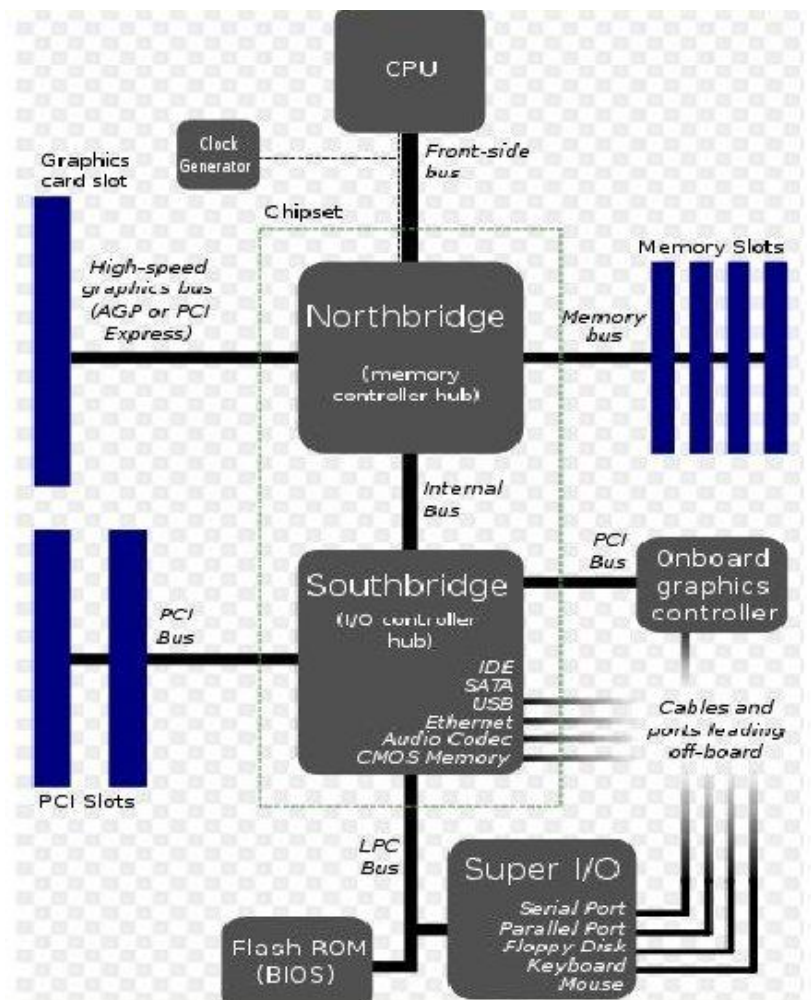 CPU
Clock
Generator
Front-side
bus
Graphics
card slot
Chipset
High-speed
graphics bus
(AGP or PCI
Express)
Northbridge
(memory
controller hub)
Memory
bus
Memory Slots
Internal
Bus
PCI
Bus
Southbridge
(I/O controller
hub)
IDE
SATA
USB
Ethernet
Audio Codec
CMOS Memory
PCI
Bus
Onboard
graphics
controller
Cables and
ports leading
off-board
PCI Slots
LPC
Bus
Super I/O
Serial Port
Parallel Port
Floppy Disk
Keyboard
Mouse
Flash ROM
(BIOS)